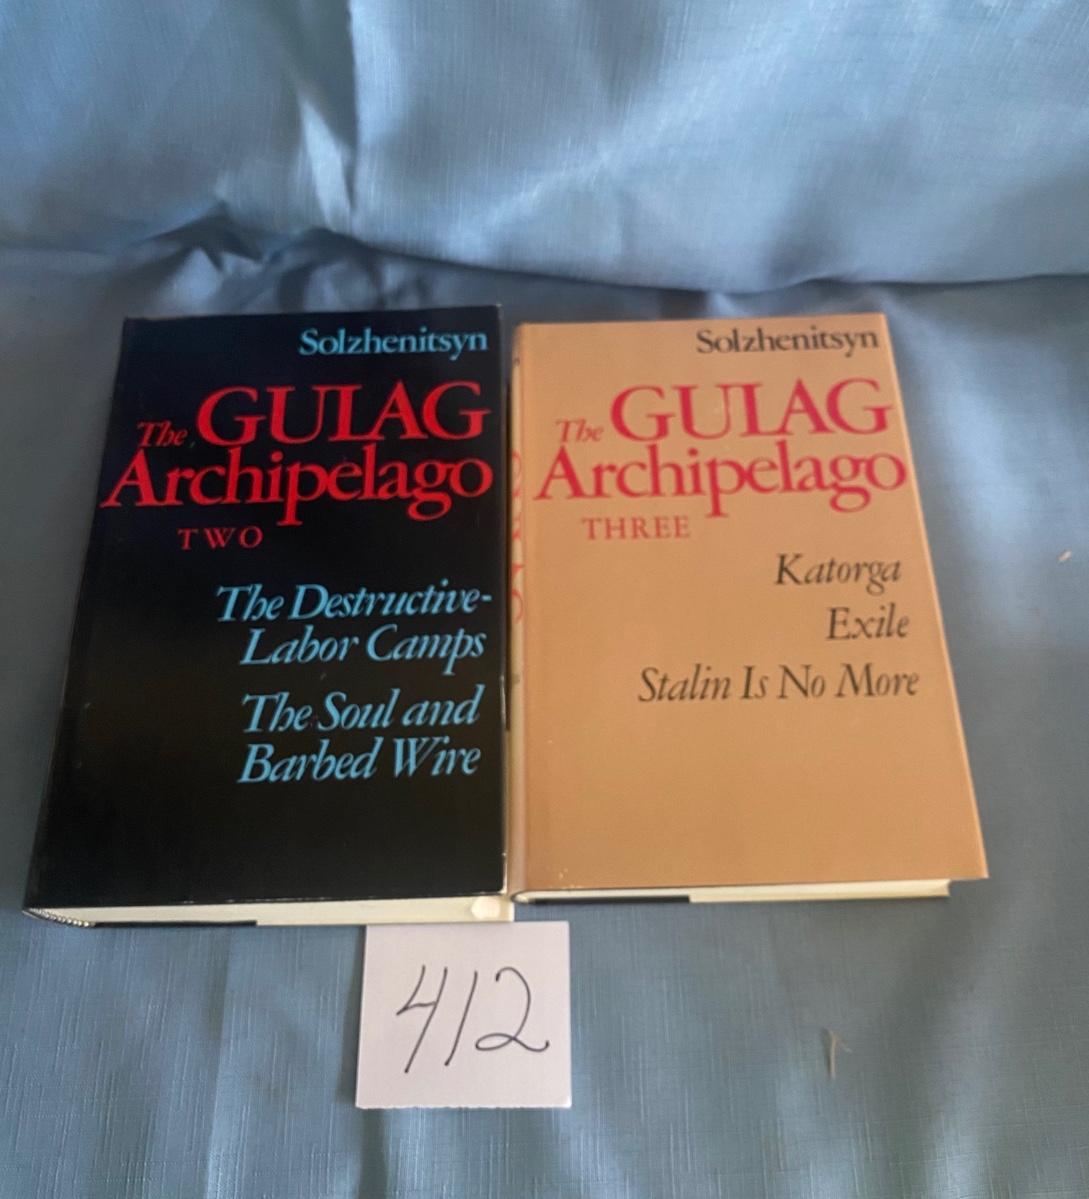 Solzhenitsyn
The GULAG
Archipelago
TWO
The Destructive-
Labor Camps
The Soul and
Barbed Wire
Solzhenitsyn
The GULAG
Archipelago
THREE
Katorga
Exile
Stalin Is No More
412